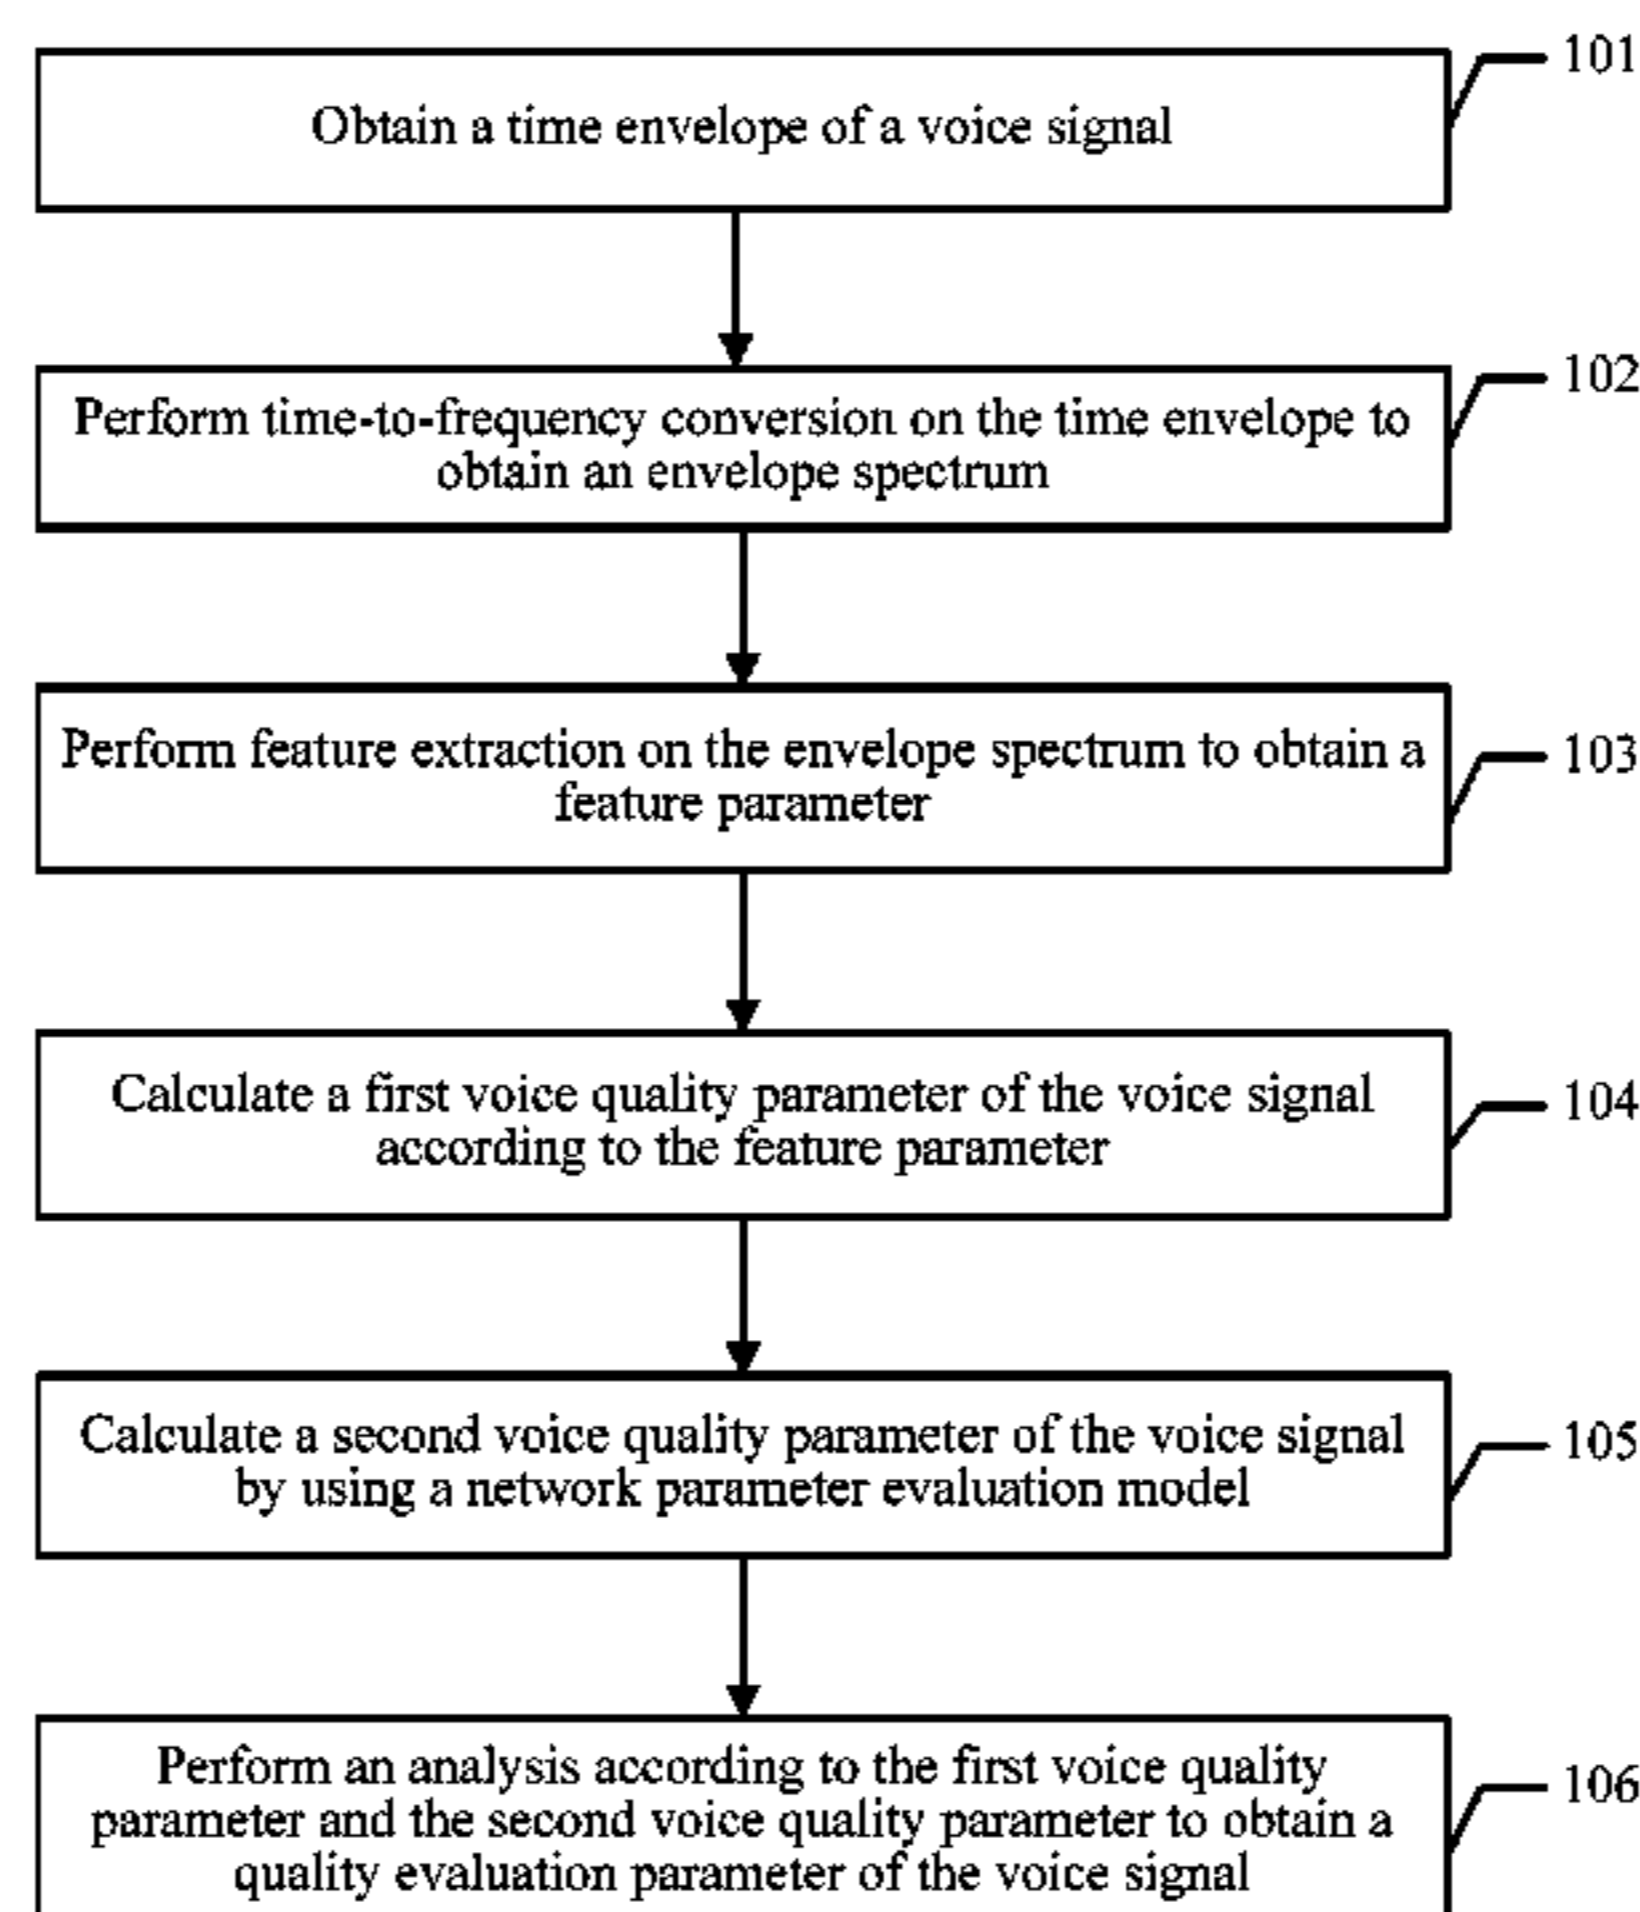 101
Obtain a time envelope of a voice signal
102
Perform time-to-frequency conversion on the time envelope to
obtain an envelope spectrum
103
Perform feature extraction on the envelope spectrum to obtain a
feature parameter
104
Calculate a first voice quality parameter of the voice signal
according to the feature parameter
105
Calculate a second voice quality parameter of the voice signal
by using a network parameter evaluation model
106
Perform an analysis according to the first voice quality
parameter and the second voice quality parameter to obtain a
quality evaluation parameter of the voice signal